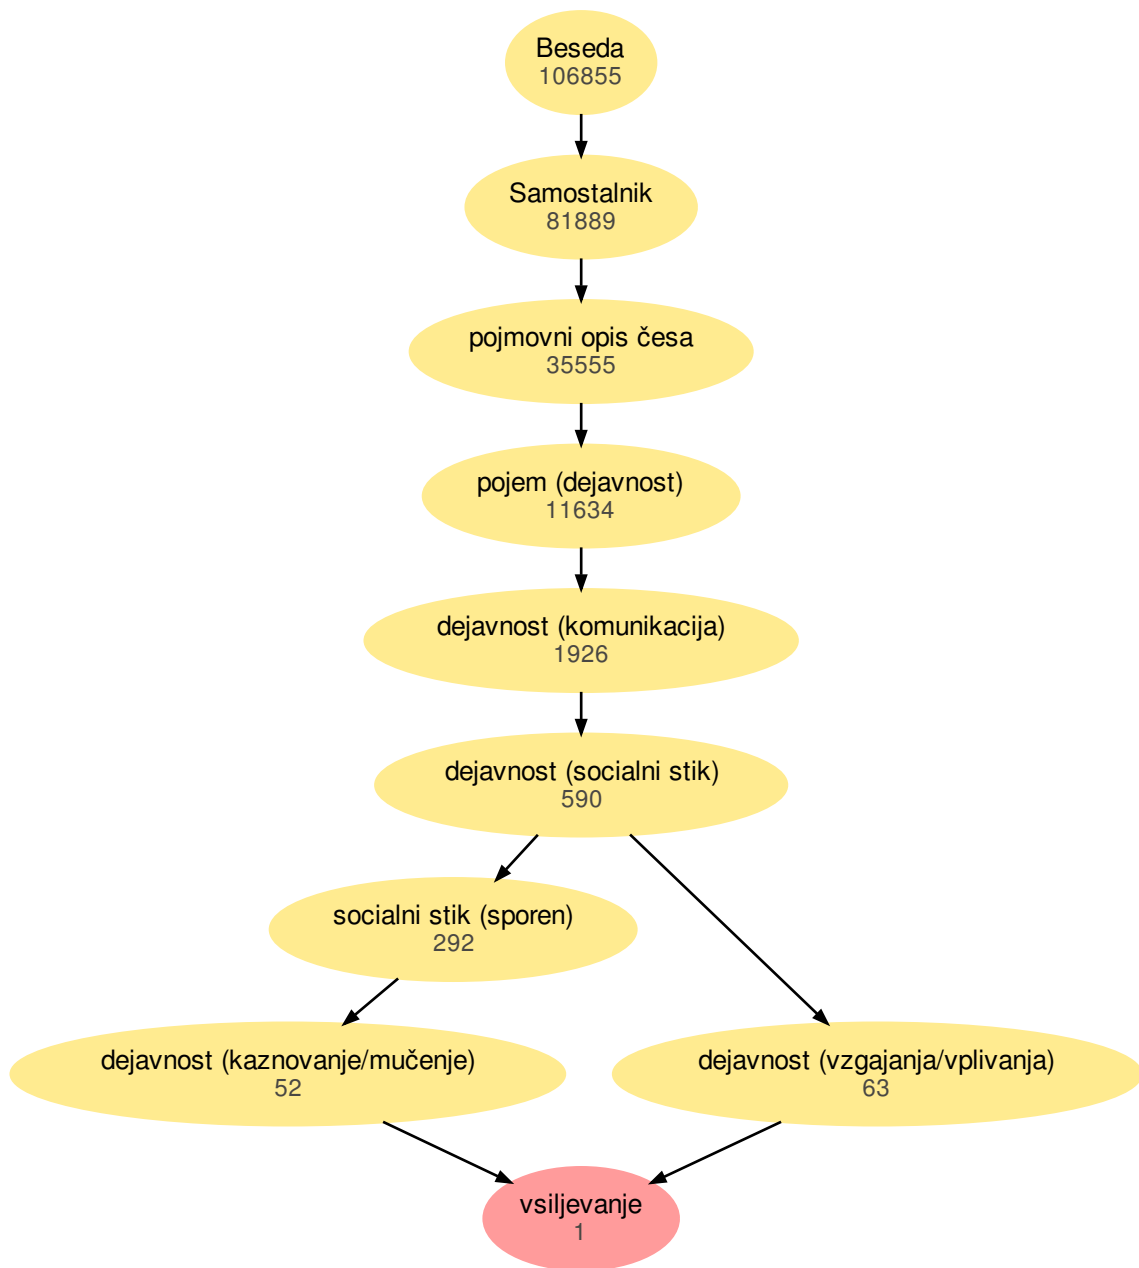 Beseda
106855
Samostalnik
81889
pojmovni opis česa
35555
pojem (dejavnost)
11634
dejavnost (komunikacija)
1926
dejavnost (socialni stik)
590
socialni stik (sporen)
292
dejavnost (kaznovanje/mučenje)
52
dejavnost (vzgajanja/vplivanja)
63
vsiljevanje
1